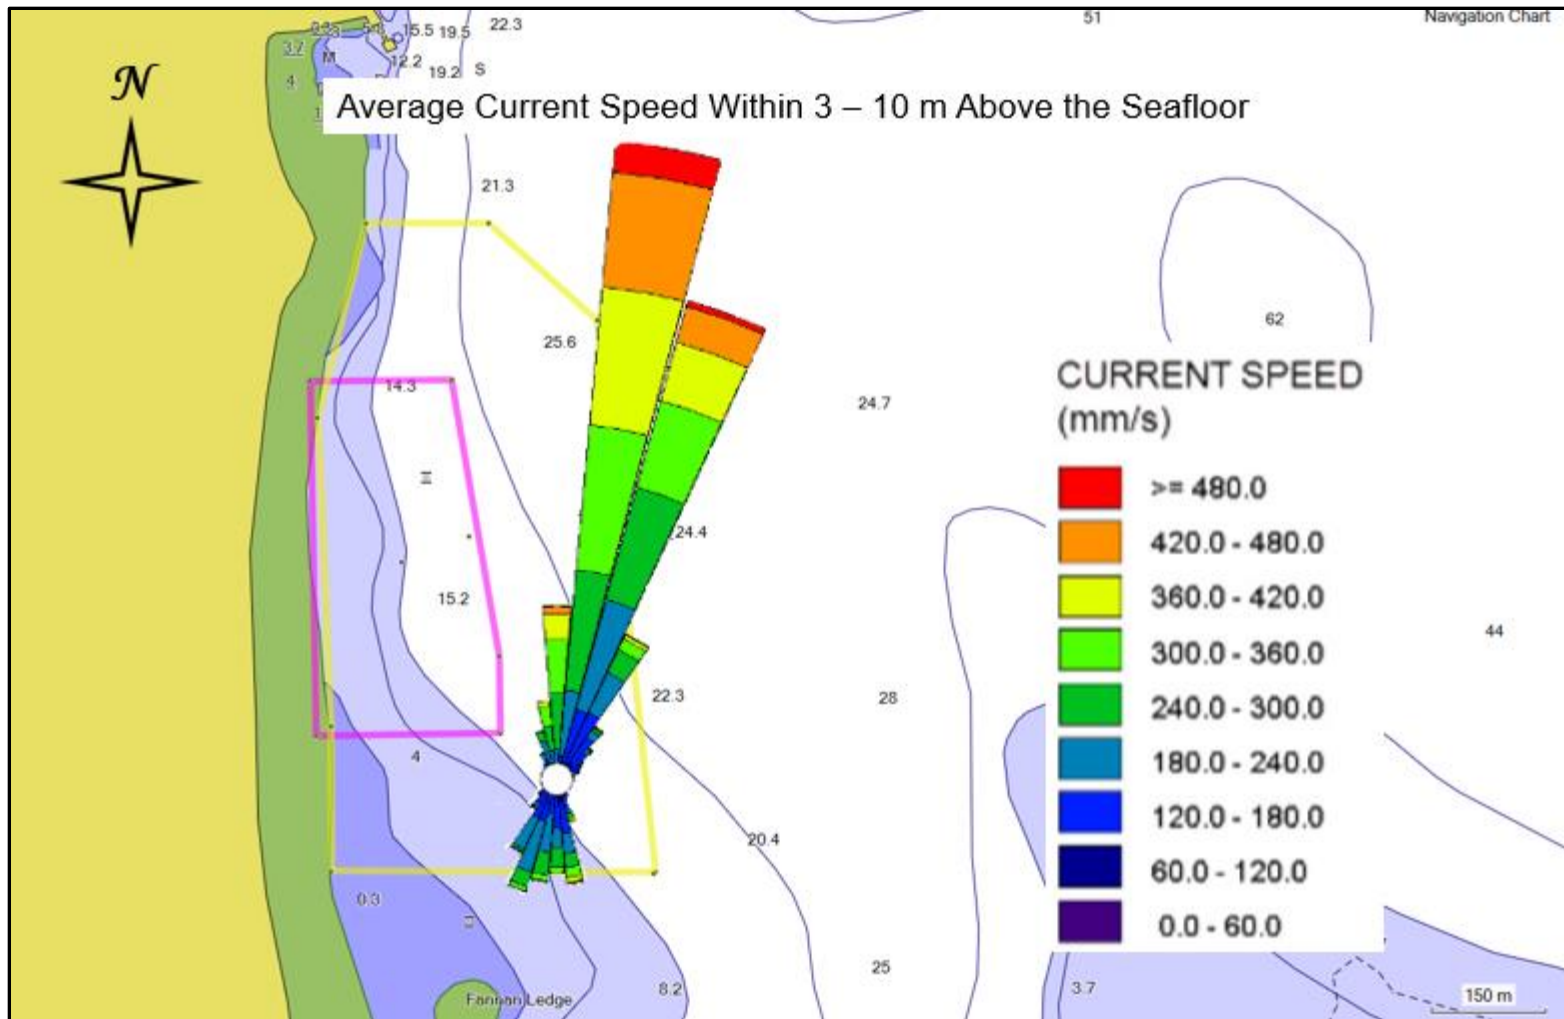 51
Navigation Chart
22.3
15.5 19.5
12.2
19.2 S
3.7
M
4
N
Average Current Speed Within 3 – 10 m Above the Seafloor
21.3
62
25.6
CURRENT SPEED
(mm/s)
14.3
24.7
>= 480.0
24.4
420.0 - 480.0
15.2
360.0 - 420.0
44
300.0 - 360.0
22.3
28
240.0 - 300.0
4
180.0 - 240.0
120.0 - 180.0
20.4
60.0 - 120.0
0.3
0.0 - 60.0
25
8.2
3.7
150 m
Ledge